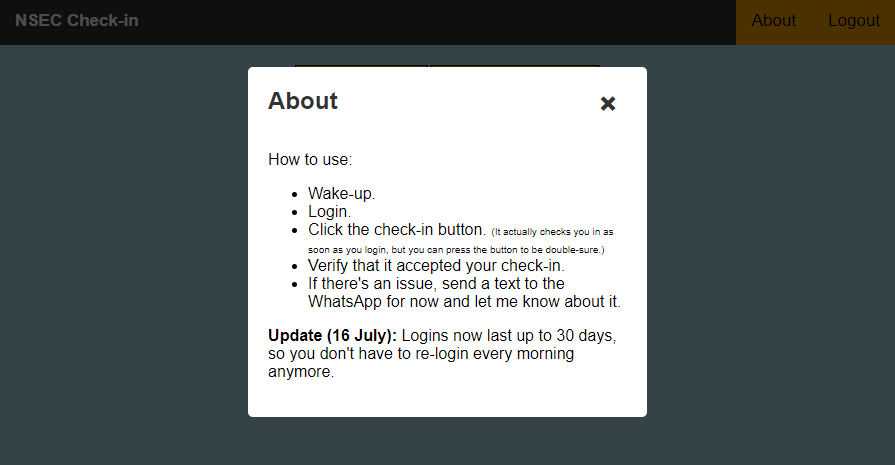 NSEC Check-in
About
Logout
About
×
How to use:
• Wake-up.
• Login.
• Click the check-in button. (It actually checks you in as
soon as you login, but you can press the button to be double-sure.)
• Verify that it accepted your check-in.
• If there's an issue, send a text to the
WhatsApp for now and let me know about it.
Update (16 July): Logins now last up to 30 days,
so you don't have to re-login every morning
anymore.